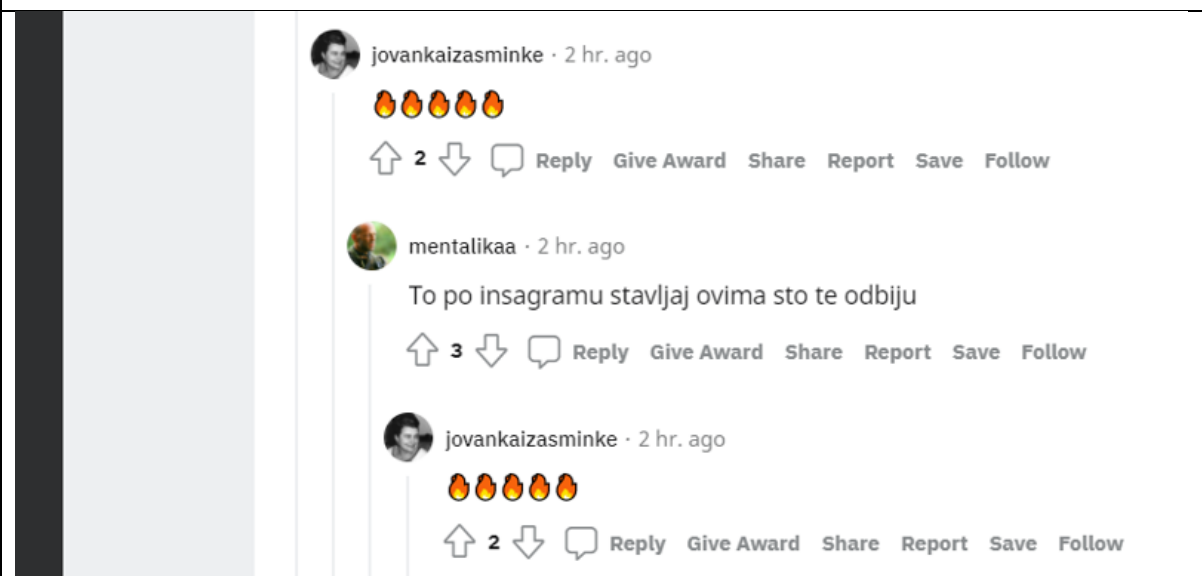 jovankaizasminke · 2 hr. ago
🔥🔥🔥🔥🔥
2 Reply Give Award Share Report Save Follow
mentalikaa · 2 hr. ago
To po insagramu stavljaj ovima sto te odbiju
3 Reply Give Award Share Report Save Follow
jovankaizasminke · 2 hr. ago
🔥🔥🔥🔥🔥
2 Reply Give Award Share Report Save Follow